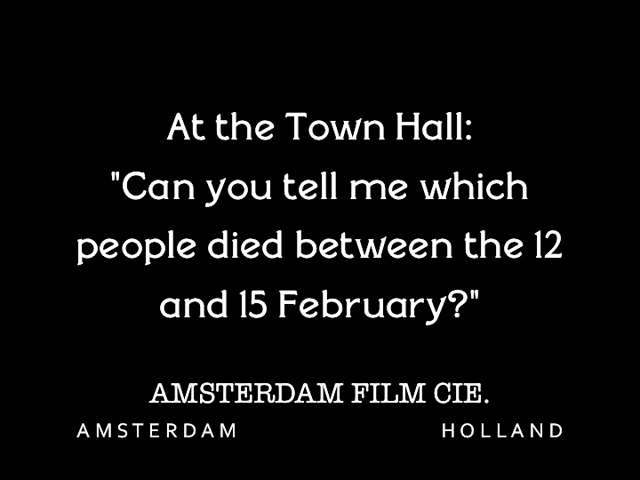 At the Town Hall:
"Can you tell me which
people died between the 12
and 15 February?"
AMSTERDAM FILM CIE.
AMSTERDAM HOLLAND